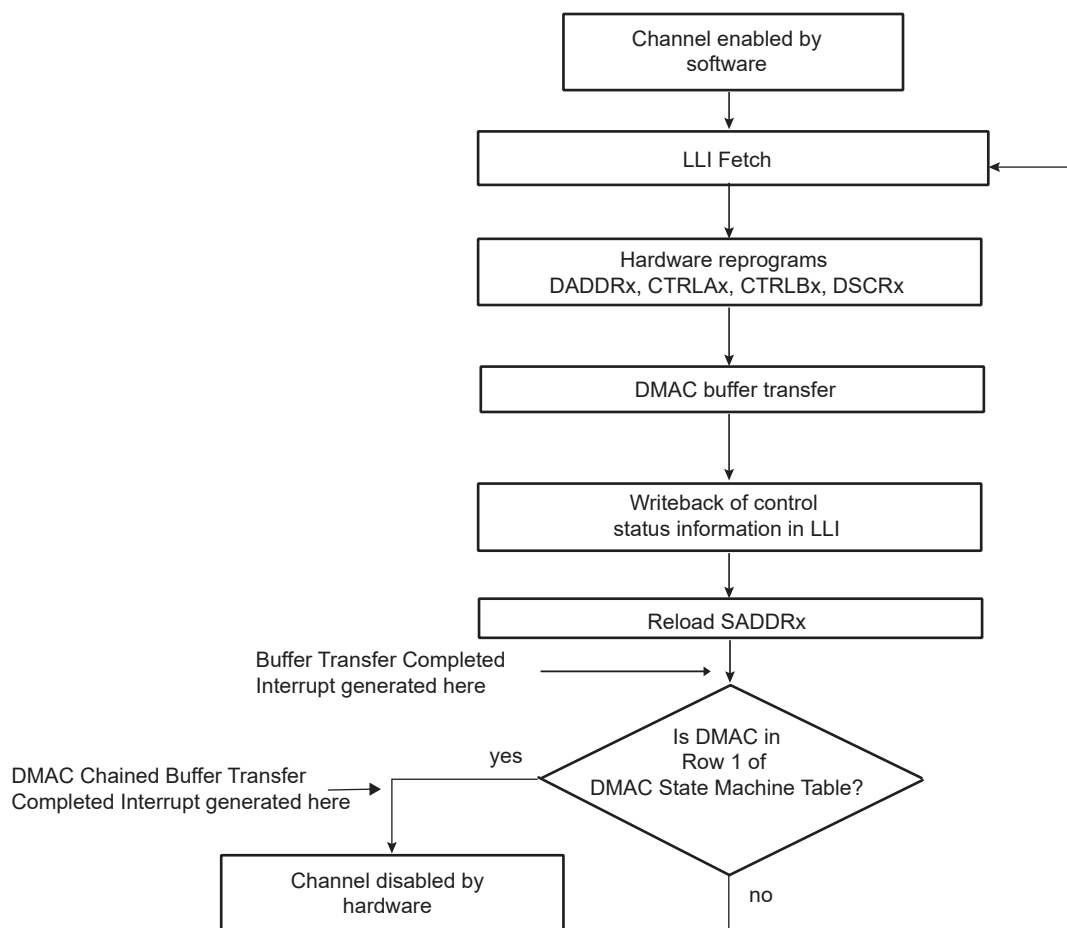 Channel enabled by
software
LLI Fetch
Hardware reprograms
DADDRx, CTRLAx, CTRLBx, DSCRx
DMAC buffer transfer
Writeback of control
status information in LLI
Reload SADDRx
Buffer Transfer Completed
Interrupt generated here
Is DMAC in
Row 1 of
DMAC State Machine Table?
yes
DMAC Chained Buffer Transfer
Completed Interrupt generated here
Channel disabled by
hardware
no